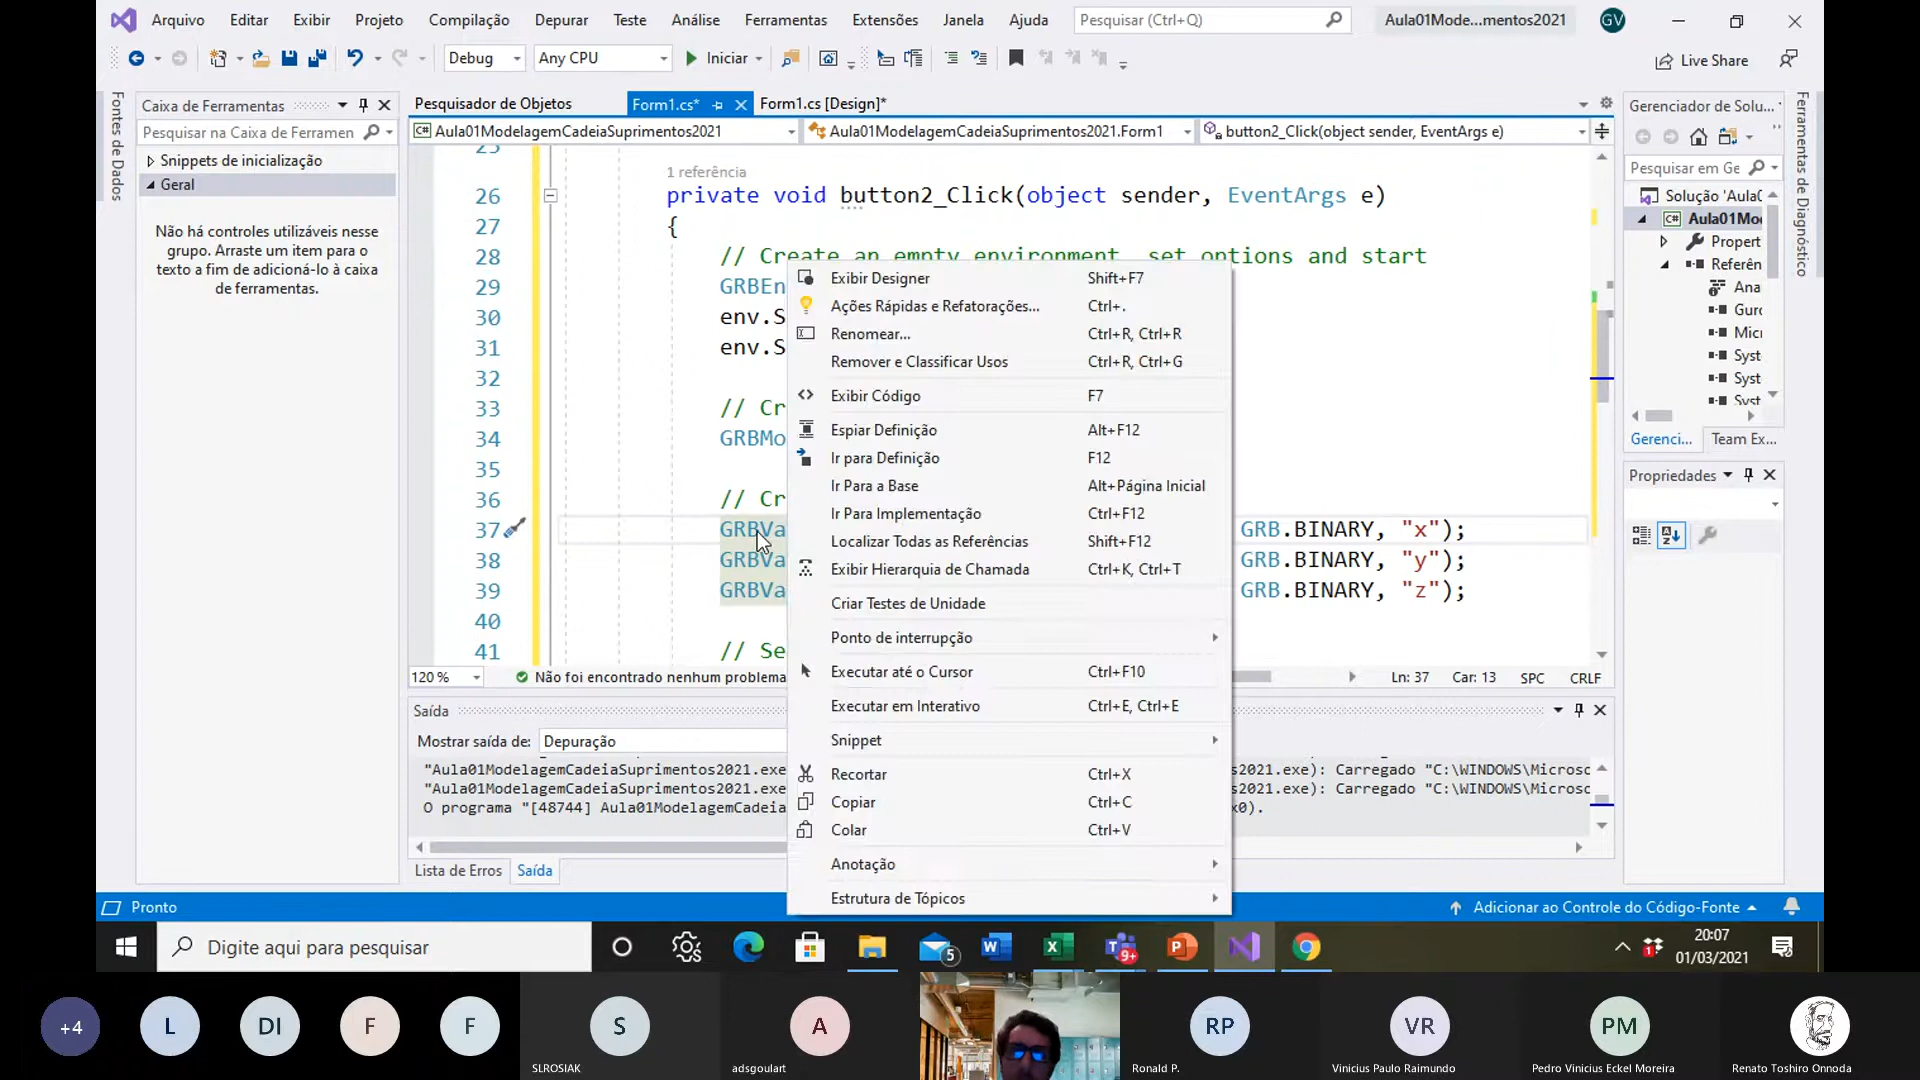 Arquivo Editar Exibir Projeto Compilação Depurar Teste Análise Ferramentas Extensões Janela Ajuda Pesquisar (Ctrl+Q) Aula01Mode...mentos2021 GV
Debug Any CPU Iniciar Live Share
Fontes de Dados
Caixa de Ferramentas
Pesquisar na Caixa de Ferramen
Snippets de inicialização
Geral
Não há controles utilizáveis nesse
grupo. Arraste um item para o
texto a fim de adicioná-lo à caixa
de ferramentas.
Pesquisador de Objetos Form1.cs* Form1.cs [Design]*
Aula01ModelagemCadeiaSuprimentos2021 Aula01ModelagemCadeiaSuprimentos2021.Form1 button2_Click(object sender, EventArgs e)
25
1 referência
26 private void button2_Click(object sender, EventArgs e)
27 {
28 // Create an empty environment, set options and start
29 GRBEn
30 env.S
31 env.S
32
33 // Cr
34 GRBMo
35
36 // Cr
37 GRBVa GRB.BINARY, "x");
38 GRBVa GRB.BINARY, "y");
39 GRBVa GRB.BINARY, "z");
40
41 // Se
120 % Não foi encontrado nenhum problema Ln: 37 Car: 13 SPC CRLF
Exibir Designer Shift+F7
Ações Rápidas e Refatorações... Ctrl+.
Renomear... Ctrl+R, Ctrl+R
Remover e Classificar Usos Ctrl+R, Ctrl+G
Exibir Código F7
Espiar Definição Alt+F12
Ir para Definição F12
Ir Para a Base Alt+Página Inicial
Ir Para Implementação Ctrl+F12
Localizar Todas as Referências Shift+F12
Exibir Hierarquia de Chamada Ctrl+K, Ctrl+T
Criar Testes de Unidade
Ponto de interrupção
Executar até o Cursor Ctrl+F10
Executar em Interativo Ctrl+E, Ctrl+E
Snippet
Recortar Ctrl+X
Copiar Ctrl+C
Colar Ctrl+V
Anotação
Estrutura de Tópicos
Saída
Mostrar saída de: Depuração
"Aula01ModelagemCadeiaSuprimentos2021.exe s2021.exe): Carregado "C:\WINDOWS\Microsc
"Aula01ModelagemCadeiaSuprimentos2021.exe s2021.exe): Carregado "C:\WINDOWS\Microsc
O programa "[48744] Aula01ModelagemCadeia x0).
Lista de Erros Saída
Gerenciador de Solu...
Pesquisar em Ge
Solução 'Aula0
Aula01Mo
Propert
Referên
Ana
Guro
Micr
Syst
Syst
Syst
Gerenci... Team Ex...
Propriedades
Ferramentas de Diagnóstico
Pronto Adicionar ao Controle do Código-Fonte
Digite aqui para pesquisar 5 9+ 20:07
01/03/2021
+4 L DI F F S A RP VR PM
SLROSIAK adsgoulart Ronald P. Vinicius Paulo Raimundo Pedro Vinicius Eckel Moreira Renato Toshiro Onnoda